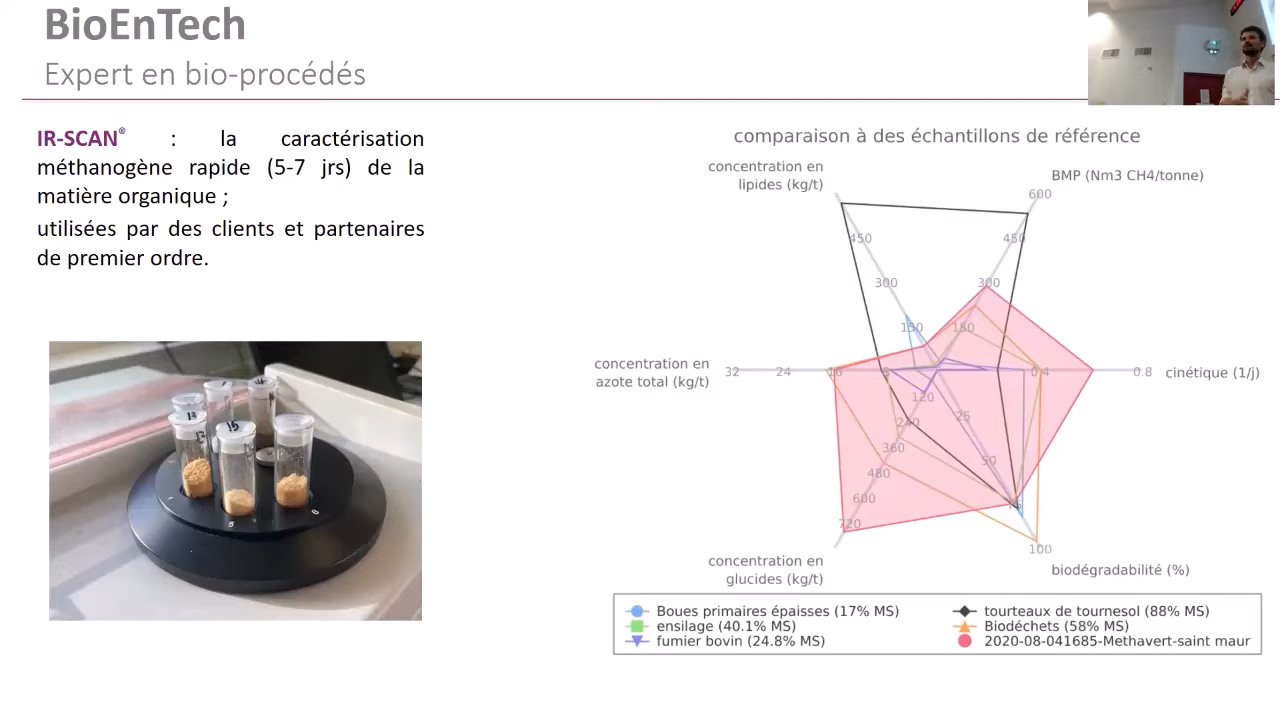 BioEnTech
Expert en bio-procédés
IR-SCAN® : la caractérisation
méthanogène rapide (5-7 jrs) de la
matière organique ;
utilisées par des clients et partenaires
de premier ordre.
13
17
15
comparaison à des échantillons de référence
concentration en
lipides (kg/t)
BMP (Nm3 CH4/tonne)
600
450
450
300
300
150
150
concentration en
azote total (kg/t)
32
24
16
8
0.4
0.8
cinétique (1/j)
120
25
240
360
50
480
600
75
720
concentration en
glucides (kg/t)
100
biodégradabilité (%)
Boues primaires épaisses (17% MS)
ensilage (40.1% MS)
fumier bovin (24.8% MS)
tourteaux de tournesol (88% MS)
Biodéchets (58% MS)
2020-08-041685-Methavert-saint maur